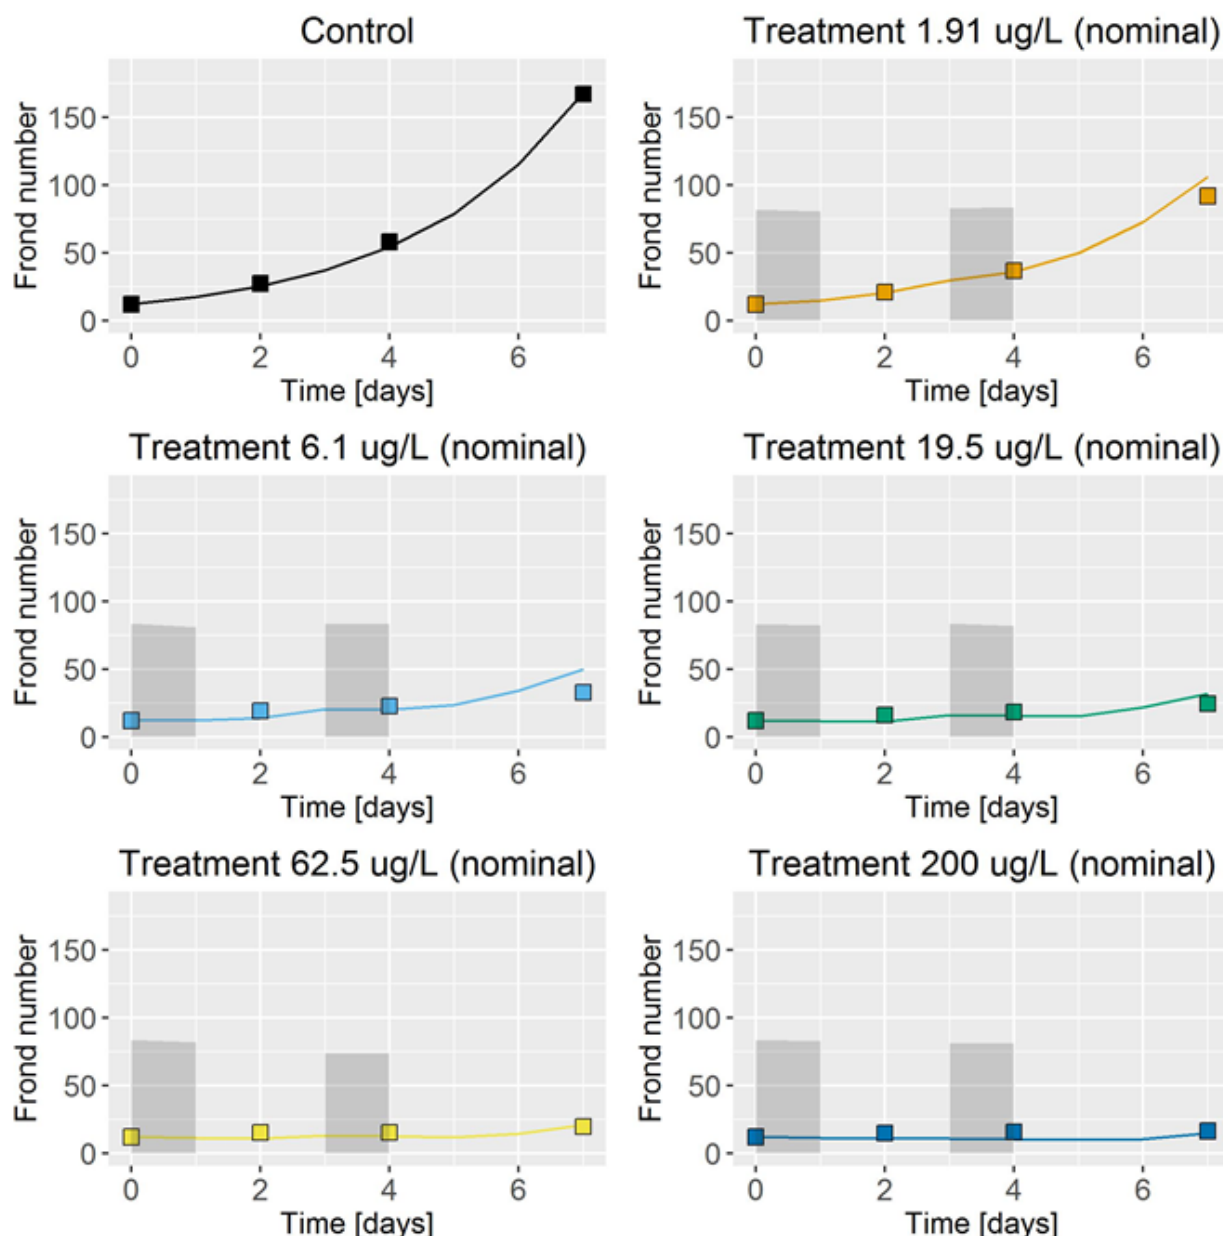 Control
Frond number
150
100
50
0
0 2 4 6
Time [days]
Treatment 1.91 ug/L (nominal)
Frond number
150
100
50
0
0 2 4 6
Time [days]
Treatment 6.1 ug/L (nominal)
Frond number
150
100
50
0
0 2 4 6
Time [days]
Treatment 19.5 ug/L (nominal)
Frond number
150
100
50
0
0 2 4 6
Time [days]
Treatment 62.5 ug/L (nominal)
Frond number
150
100
50
0
0 2 4 6
Time [days]
Treatment 200 ug/L (nominal)
Frond number
150
100
50
0
0 2 4 6
Time [days]